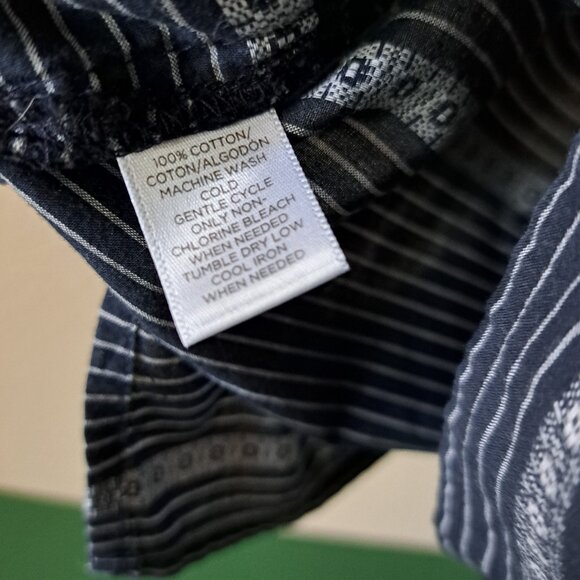 100% COTTON/
COTON/ALGODON
MACHINE WASH
COLD
GENTLE CYCLE
ONLY NON-
CHLORINE BLEACH
WHEN NEEDED
TUMBLE DRY LOW
COOL IRON
WHEN NEEDED